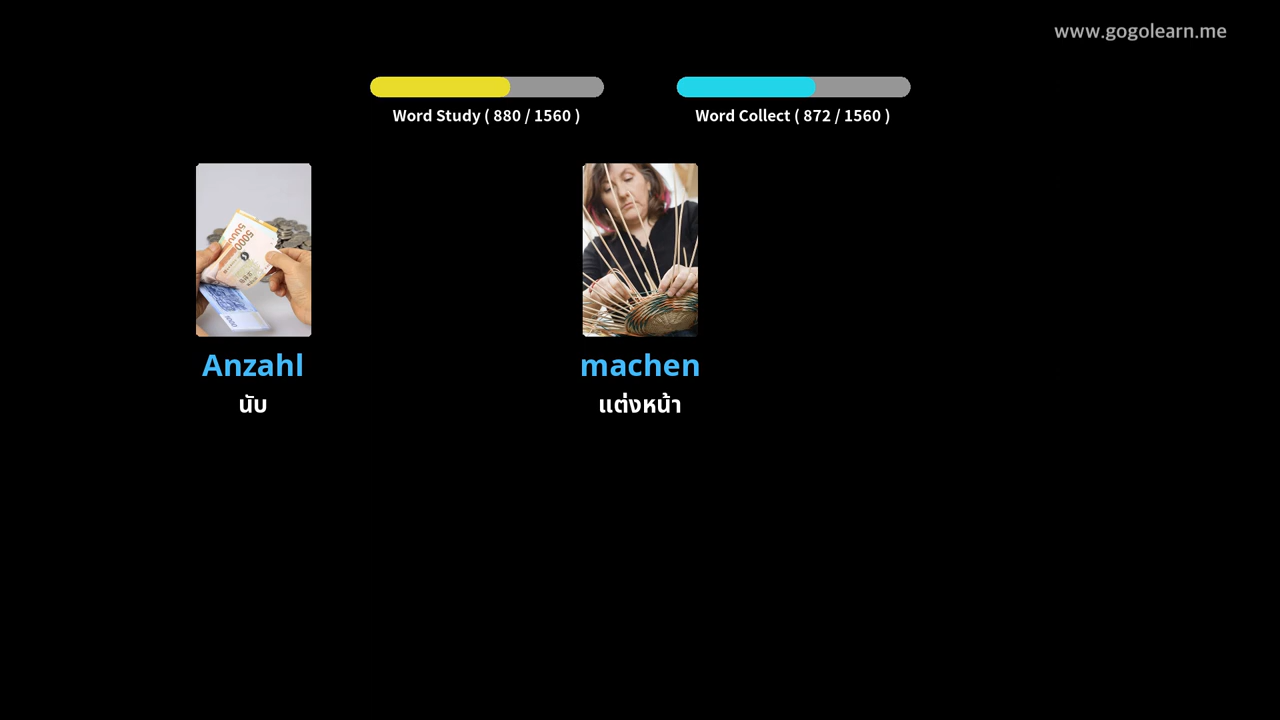 www.gogolearn.me
Word Study ( 880 / 1560 )
Word Collect ( 872 / 1560 )
Anzahl
นับ
machen
แต่งหน้า